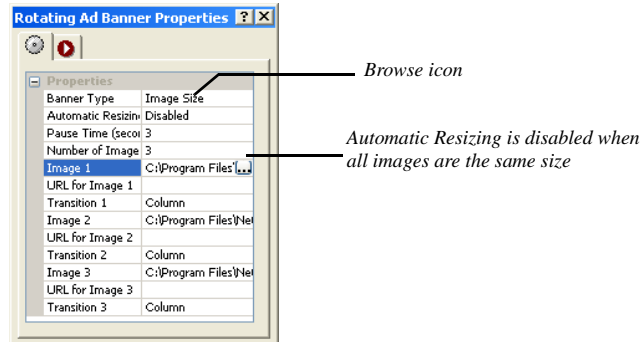 Rotating Ad Banner Properties
Properties
Banner Type Image Size
Automatic Resizin Disabled
Pause Time (secor 3
Number of Image 3
Image 1 C:\Program Files' ...
URL for Image 1
Transition 1 Column
Image 2 C:\Program Files\Net
URL for Image 2
Transition 2 Column
Image 3 C:\Program Files\Net
URL for Image 3
Transition 3 Column
Browse icon
Automatic Resizing is disabled when
all images are the same size